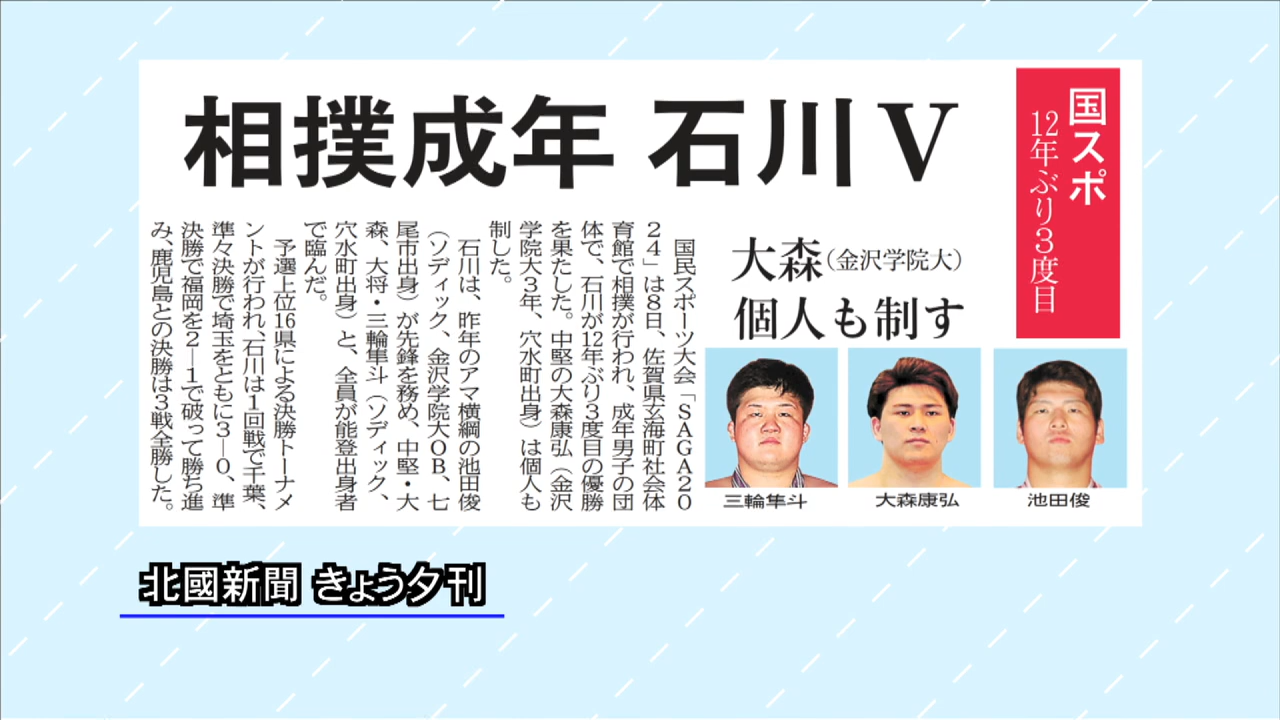 国スポ
12年ぶり3度目
相撲成年 石川V
大森(金沢学院大)
個人も制す
国民スポーツ大会「SAGA20
24」は8日、佐賀県玄海町社会体
育館で相撲が行われ、成年男子の団
体で、石川が12年ぶり3度目の優勝
を果たした。中堅の大森康弘(金沢
学院大3年、穴水町出身)は個人も
制した。
石川は、昨年のアマ横綱の池田俊
(ソディック、金沢学院大OB、七
尾市出身)が先鋒を務め、中堅・大
森、大将・三輪隼斗(ソディック、
穴水町出身)と、全員が能登出身者
で臨んだ。
予選上位16県による決勝トーナメ
ントが行われ、石川は1回戦で千葉、
準々決勝で埼玉をともに3―0、準
決勝で福岡を2―1で破って勝ち進
み、鹿児島との決勝は3戦全勝した。
三輪隼斗
大森康弘
池田俊
北國新聞 きょう夕刊